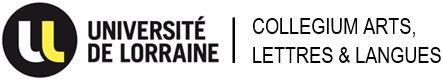 UNIVERSITÉ
DE LORRAINE
COLLEGIUM ARTS,
LETTRES & LANGUES